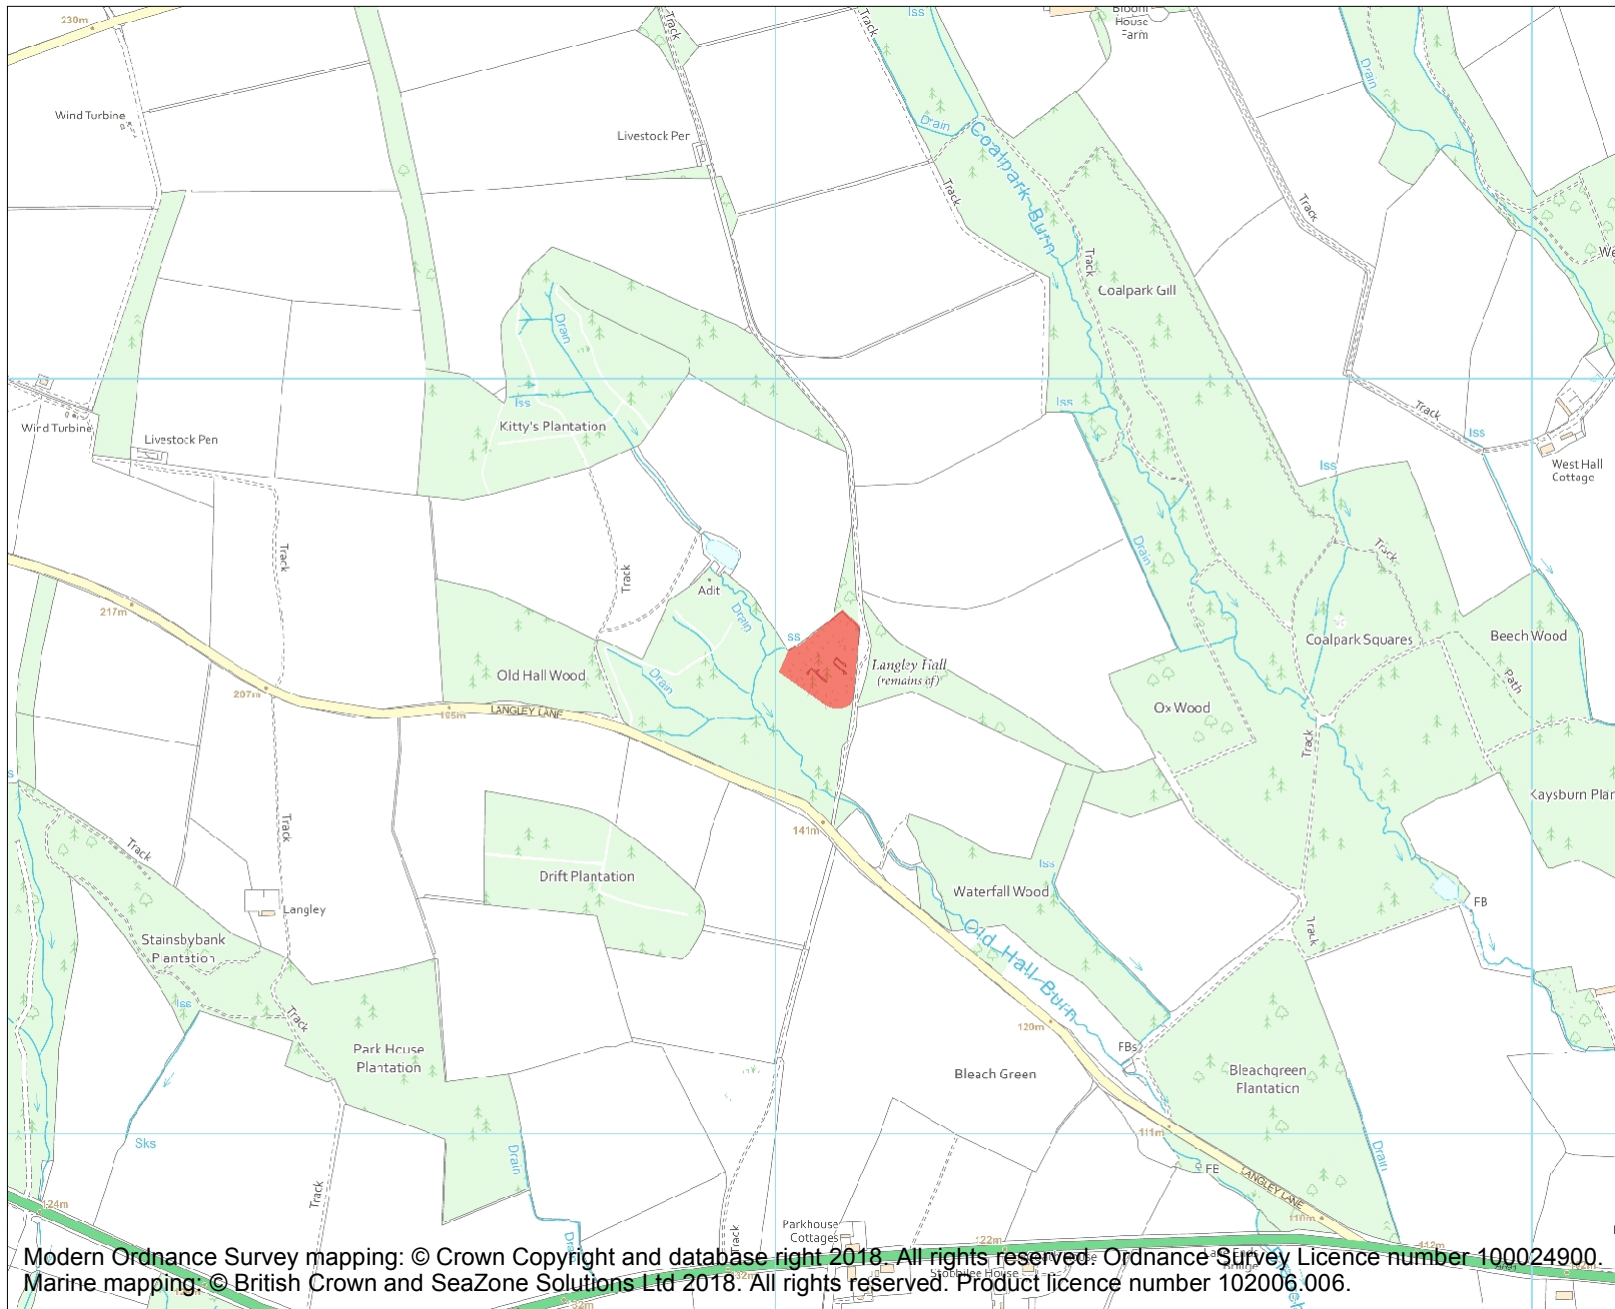 230m
Track
Track
Iss
House
Farm
Wind Turbine
Livestock Pen
Drain
Drain
Coalpark Burn
Track
Track
Track
Coalpark Gill
Drain
Iss
Kitty's Plantation
Wind Turbine
Livestock Pen
Iss
Track
Iss
West Hall
Cottage
Iss
Track
Track
Drain
Track
Adit
217m
Drain
ss
Langley Hall
(remains of)
Coalpark Squares
Beech Wood
Old Hall Wood
Drain
Path
207m
LANGLEY LANE
Ox Wood
Track
Kaysburn Plan
Track
141m
Track
Drift Plantation
Waterfall Wood
Iss
FB
Langley
Track
Stainsbybank
Plantation
Old Hall Burn
Iss
Track
120m
Park House
Plantation
FBs
Bleach Green
Bleachgreen
Plantation
111m
Sks
Drain
Drain
LANGLEY LANE
Track
124m
Parkhouse
Cottages
Track
122m
Modern Ordnance Survey mapping: © Crown Copyright and database right 2018. All rights reserved. Ordnance Survey Licence number 100024900.
Marine mapping: © British Crown and SeaZone Solutions Ltd 2018. All rights reserved. Product licence number 102006.006.
Stobbilee House